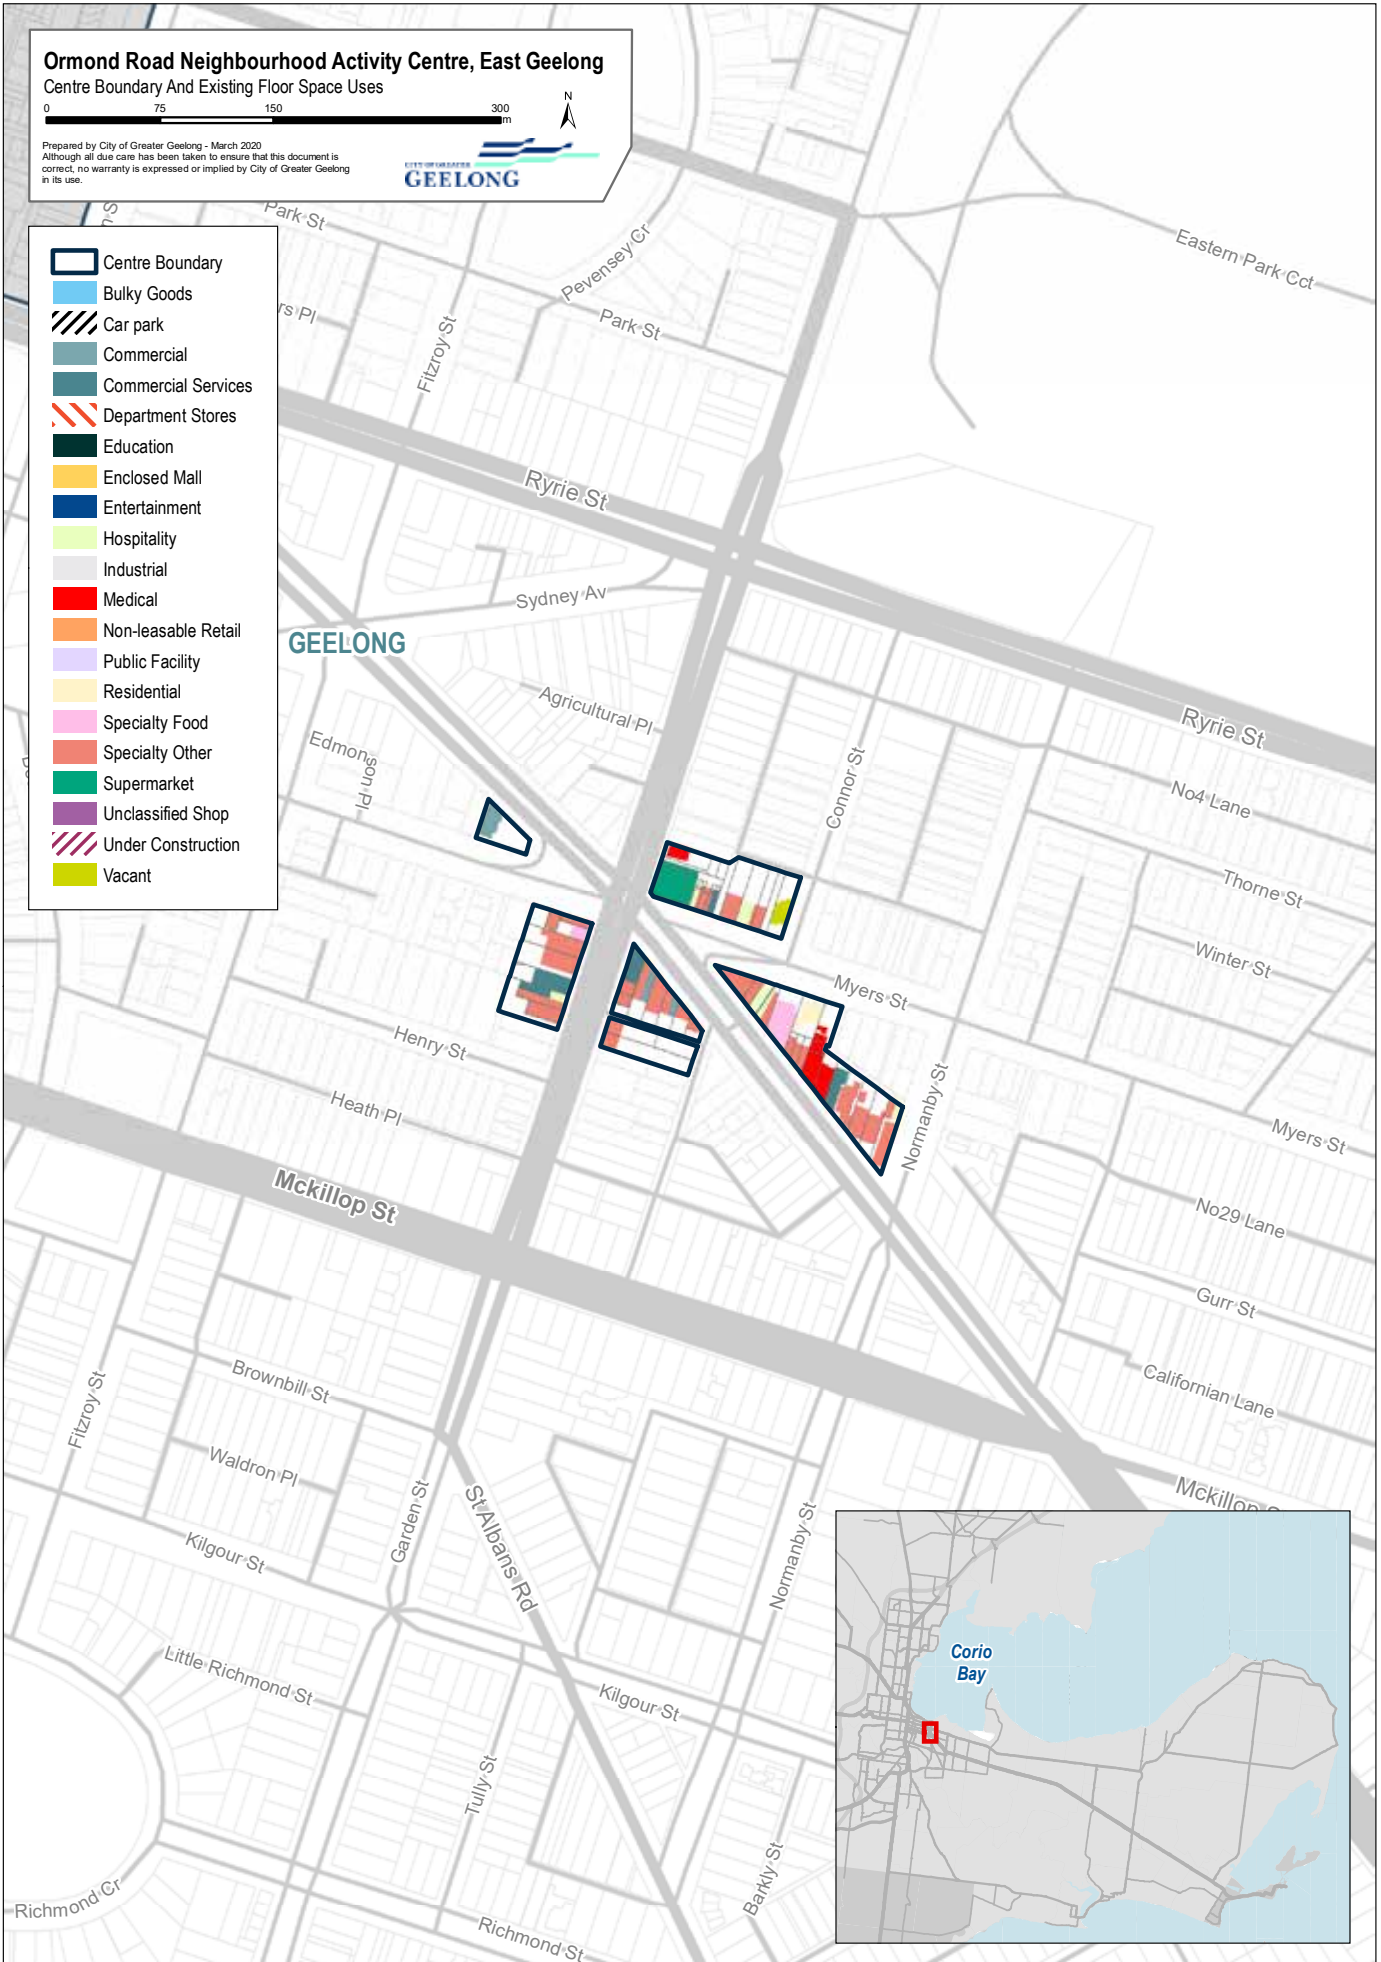 Ormond Road Neighbourhood Activity Centre, East Geelong
Centre Boundary And Existing Floor Space Uses
0 75 150 300
m
N
Prepared by City of Greater Geelong - March 2020
Although all due care has been taken to ensure that this document is
correct, no warranty is expressed or implied by City of Greater Geelong
in its use.
CITY OF GREATER
GEELONG
Centre Boundary
Bulky Goods
Car park
Commercial
Commercial Services
Department Stores
Education
Enclosed Mall
Entertainment
Hospitality
Industrial
Medical
Non-leasable Retail
Public Facility
Residential
Specialty Food
Specialty Other
Supermarket
Unclassified Shop
Under Construction
Vacant
Park St
Pevensey Cr
Eastern Park Cct
rs Pl
Fitzroy St
Park St
Ryrie St
Sydney Av
GEELONG
Agricultural Pl
Ryrie St
Edmonson Pl
Connor St
No4 Lane
Thorne St
Winter St
Myers St
Henry St
Heath Pl
Normanby St
Myers St
Mckillop St
No29 Lane
Gurr St
Californian Lane
Brownbill St
Fitzroy St
Waldron Pl
Garden St
St Albans Rd
Mckillop S
Kilgour St
Normanby St
Little Richmond St
Kilgour St
Tully St
Barkly St
Richmond Cr
Richmond St
Corio
Bay